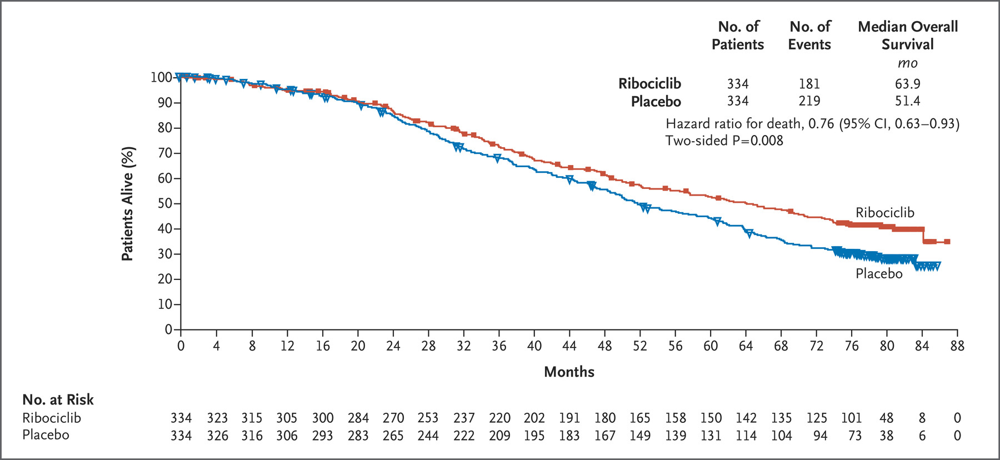 No. of Patients No. of Events Median Overall Survival
mo
Ribociclib 334 181 63.9
Placebo 334 219 51.4
Hazard ratio for death, 0.76 (95% CI, 0.63–0.93)
Two-sided P=0.008
Patients Alive (%)
100
90
80
70
60
50
40
30
20
10
0
Ribociclib
Placebo
0 4 8 12 16 20 24 28 32 36 40 44 48 52 56 60 64 68 72 76 80 84 88
Months
No. at Risk
Ribociclib 334 323 315 305 300 284 270 253 237 220 202 191 180 165 158 150 142 135 125 101 48 8 0
Placebo 334 326 316 306 293 283 265 244 222 209 195 183 167 149 139 131 114 104 94 73 38 6 0